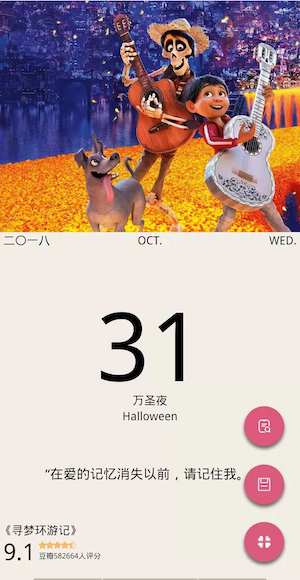 二〇一八 OCT. WED.
31
万圣夜
Halloween
“在爱的记忆消失以前，请记住我。
《寻梦环游记》
9.1
豆瓣582664人评分